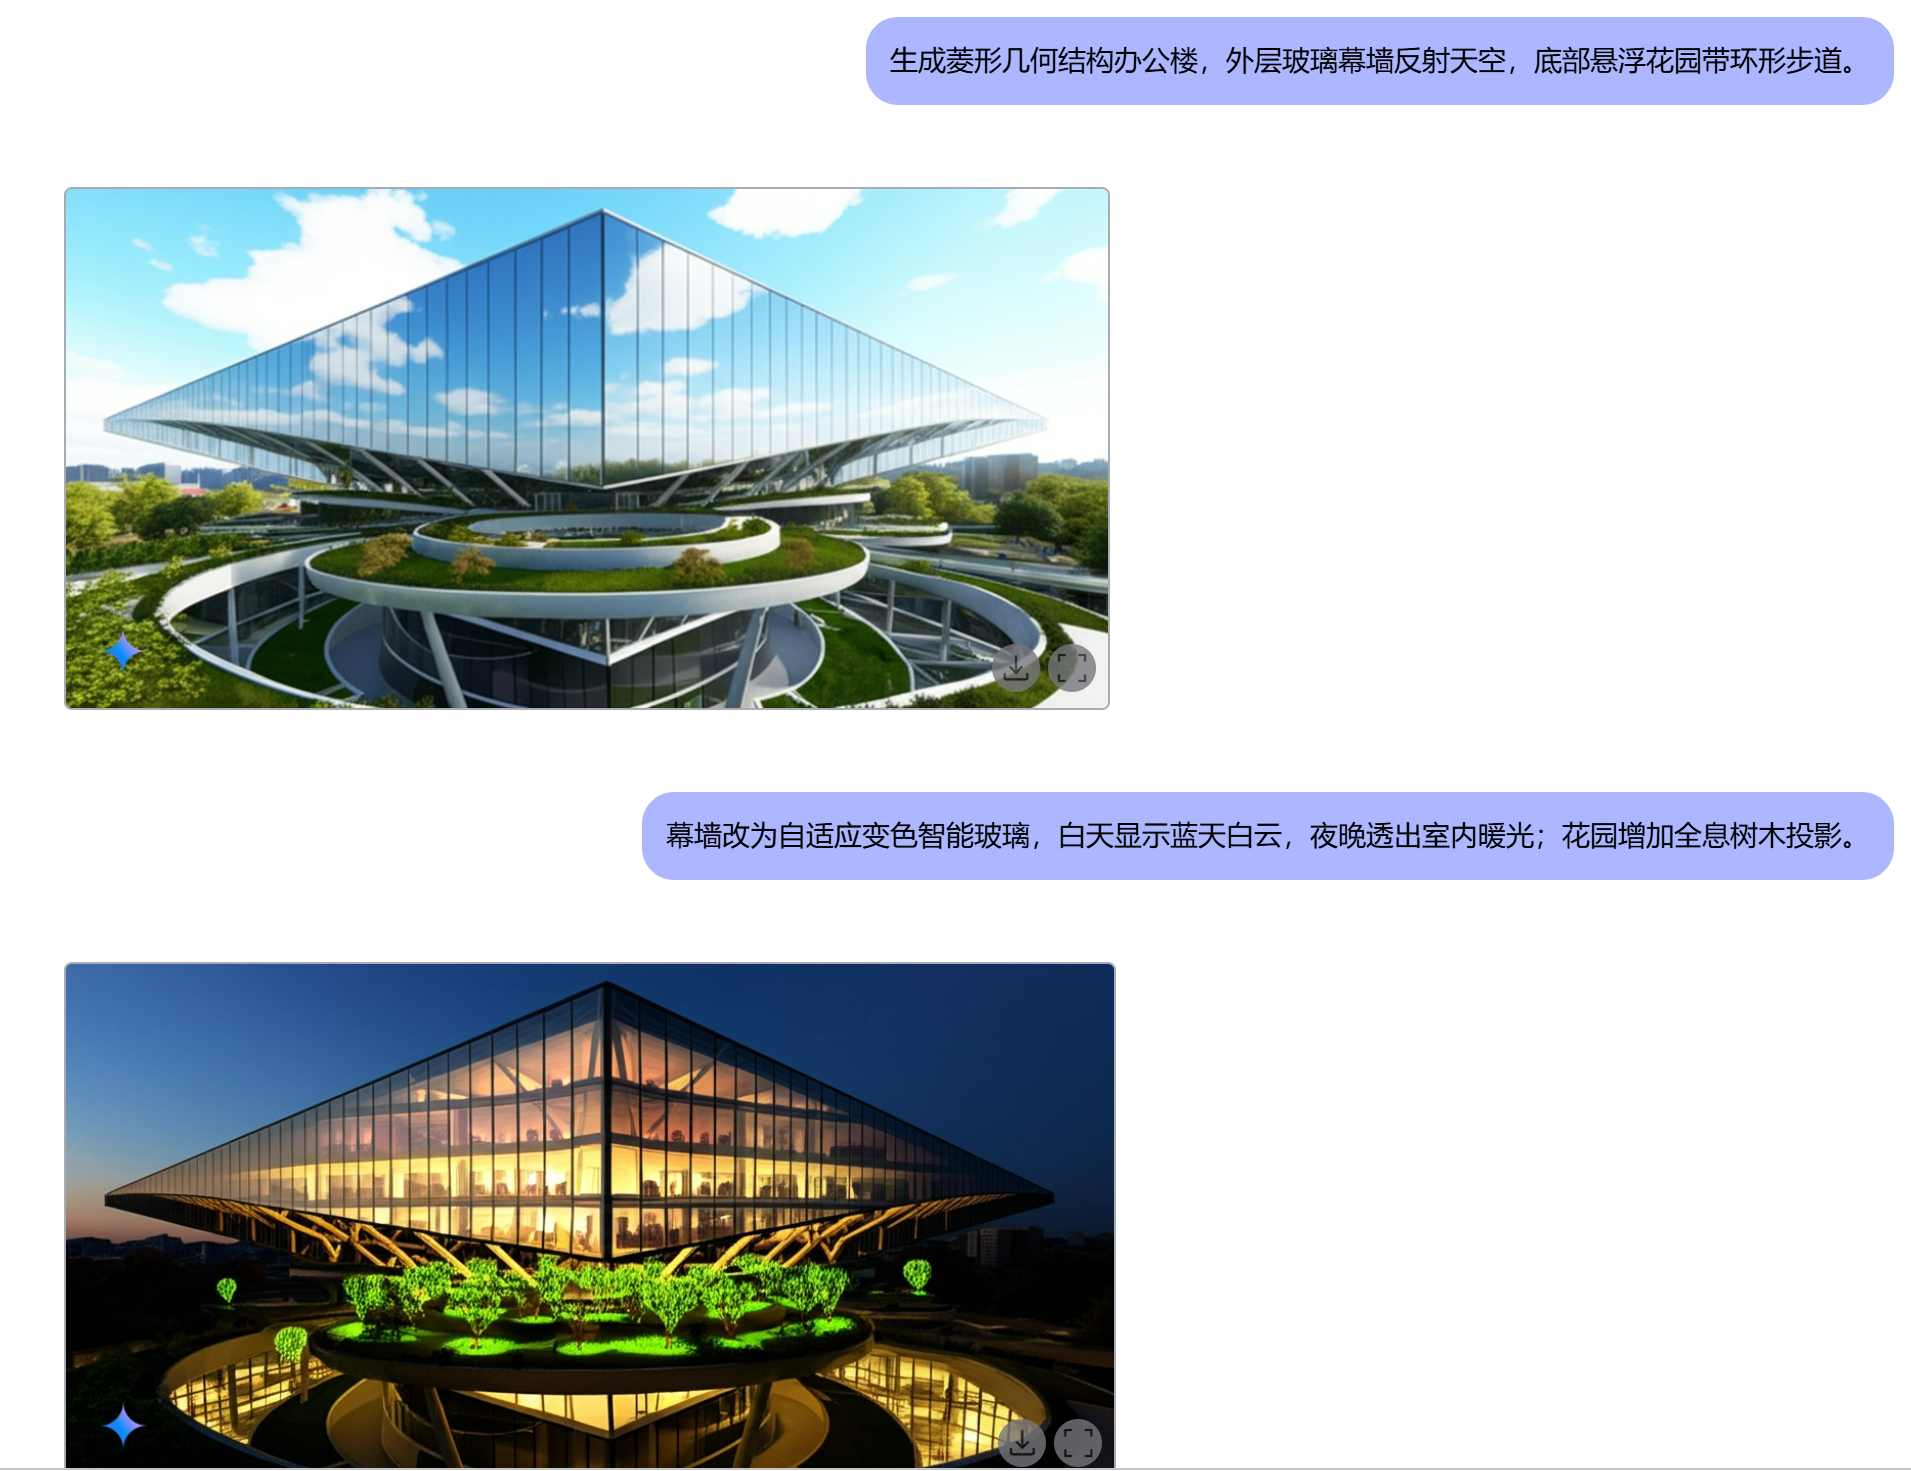 生成菱形几何结构办公楼，外层玻璃幕墙反射天空，底部悬浮花园带环形步道。
幕墙改为自适应变色智能玻璃，白天显示蓝天白云，夜晚透出室内暖光；花园增加全息树木投影。